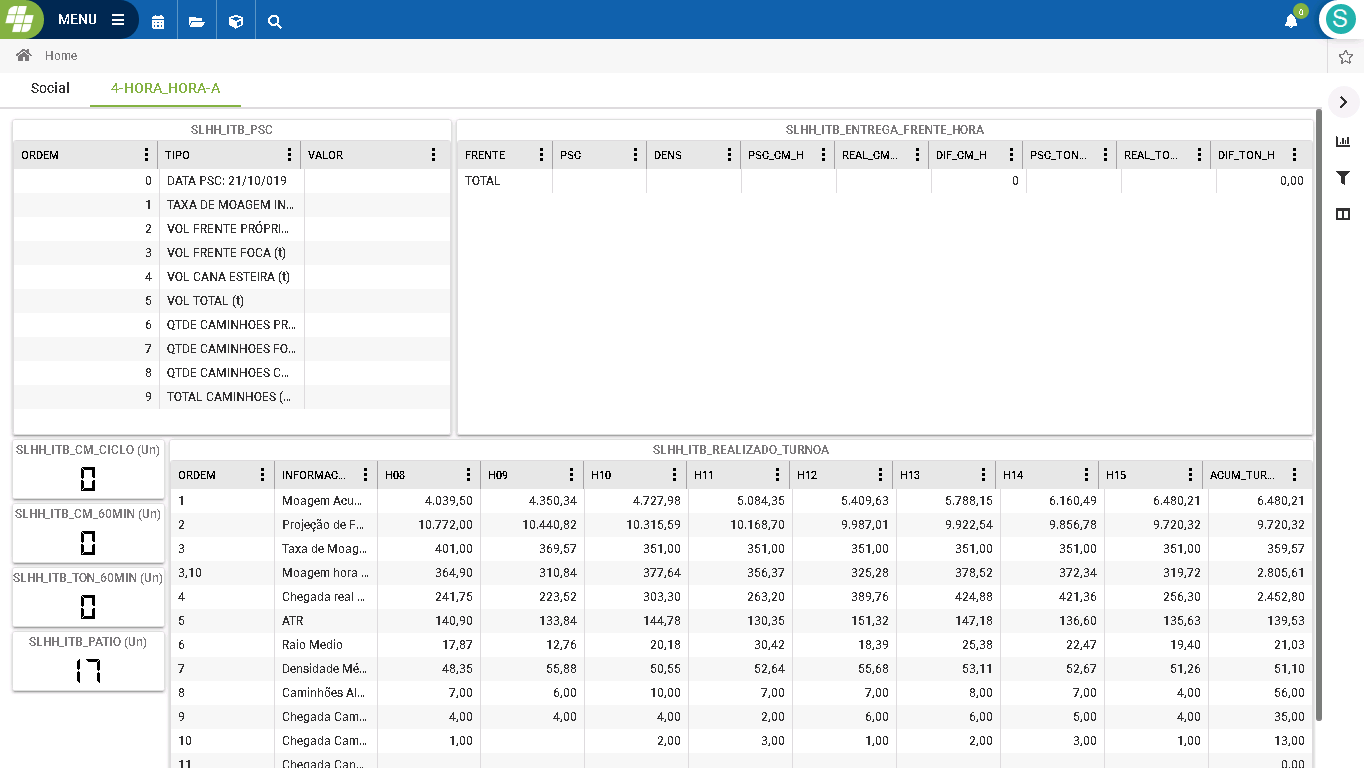 MENU
0
S
Home
Social 4-HORA_HORA-A
SLHH_ITB_PSC
ORDEM TIPO VALOR
0 DATA PSC: 21/10/019
1 TAXA DE MOAGEM IN...
2 VOL FRENTE PRÓPRI...
3 VOL FRENTE FOCA (t)
4 VOL CANA ESTEIRA (t)
5 VOL TOTAL (t)
6 QTDE CAMINHOES PR...
7 QTDE CAMINHOES FO...
8 QTDE CAMINHOES C...
9 TOTAL CAMINHOES (...
SLHH_ITB_ENTREGA_FRENTE_HORA
FRENTE PSC DENS PSC_CM_H REAL_CM... DIF_CM_H PSC_TON... REAL_TO... DIF_TON_H
TOTAL 0 0,00
SLHH_ITB_CM_CICLO (Un)
0
SLHH_ITB_CM_60MIN (Un)
0
SLHH_ITB_TON_60MIN (Un)
0
SLHH_ITB_PATIO (Un)
17
SLHH_ITB_REALIZADO_TURNOA
ORDEM INFORMAC... H08 H09 H10 H11 H12 H13 H14 H15 ACUM_TUR...
1 Moagem Acu... 4.039,50 4.350,34 4.727,98 5.084,35 5.409,63 5.788,15 6.160,49 6.480,21 6.480,21
2 Projeção de F... 10.772,00 10.440,82 10.315,59 10.168,70 9.987,01 9.922,54 9.856,78 9.720,32 9.720,32
3 Taxa de Moag... 401,00 369,57 351,00 351,00 351,00 351,00 351,00 351,00 359,57
3,10 Moagem hora ... 364,90 310,84 377,64 356,37 325,28 378,52 372,34 319,72 2.805,61
4 Chegada real ... 241,75 223,52 303,30 263,20 389,76 424,88 421,36 256,30 2.452,80
5 ATR 140,90 133,84 144,78 130,35 151,32 147,18 136,60 135,63 139,53
6 Raio Medio 17,87 12,76 20,18 30,42 18,39 25,38 22,47 19,40 21,03
7 Densidade Mé... 48,35 55,88 50,55 52,64 55,68 53,11 52,67 51,26 51,10
8 Caminhões Al... 7,00 6,00 10,00 7,00 7,00 8,00 7,00 4,00 56,00
9 Chegada Cam... 4,00 4,00 4,00 2,00 6,00 6,00 5,00 4,00 35,00
10 Chegada Cam... 1,00 2,00 3,00 1,00 2,00 3,00 1,00 13,00
11 Chegada Can... 0,00